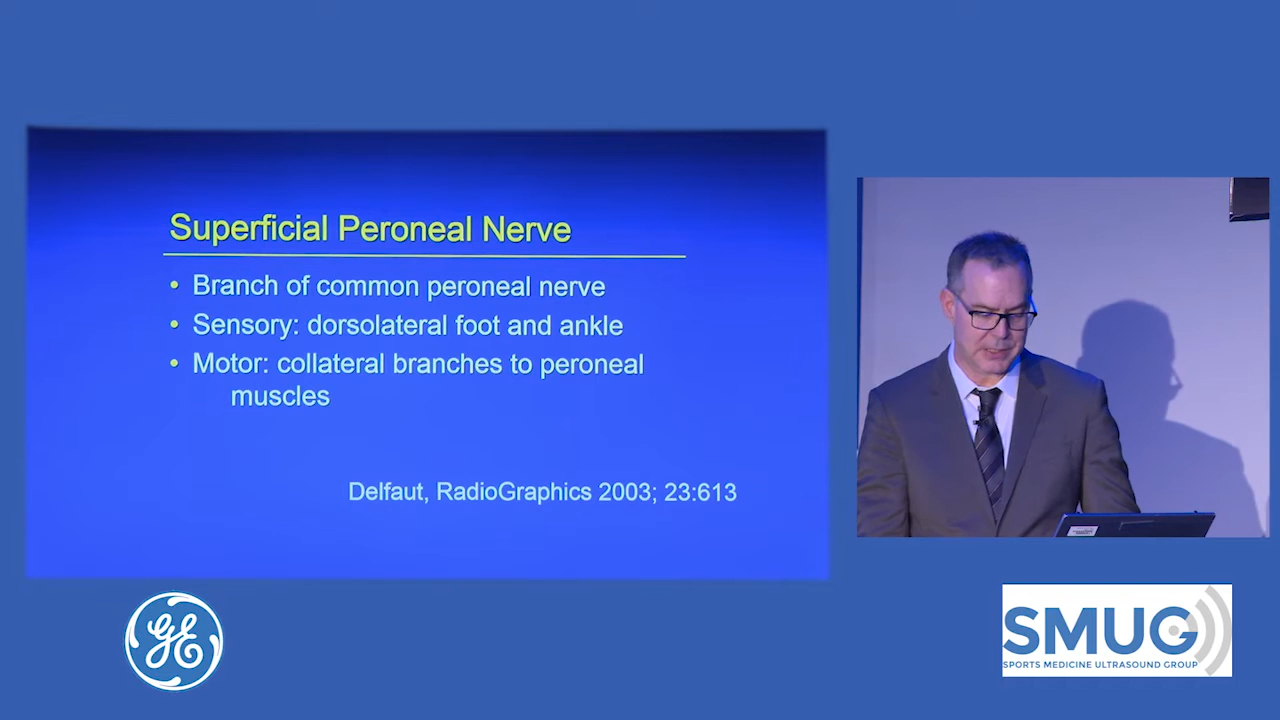 Superficial Peroneal Nerve
• Branch of common peroneal nerve
• Sensory: dorsolateral foot and ankle
• Motor: collateral branches to peroneal
muscles
Delfaut, RadioGraphics 2003; 23:613
GE
SMUG
SPORTS MEDICINE ULTRASOUND GROUP